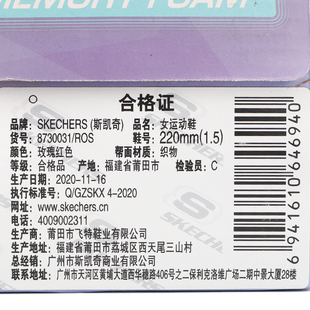 MEMORY FOAM
合格证
品牌: SKECHERS (斯凯奇) 品名: 女运动鞋
货号: 8730031/ROS 鞋号: 220mm(1.5)
颜色: 玫瑰红色 帮面材质: 织物
等级: 合格品 产地: 福建省莆田市 检验员: C
生产日期: 2020-11-16
执行标准: Q/GZSKX 4-2020
网址: www.skechers.cn
电话: 4009002311
生产商: 莆田市飞特鞋业有限公司
地址: 福建省莆田市荔城区西天尾三山村
总经销商: 广州市斯凯奇商业有限公司
联系地址: 广州市天河区黄埔大道西华穗路406号之二保利克洛维广场二期中景大厦28楼
6941610646940
SKECH